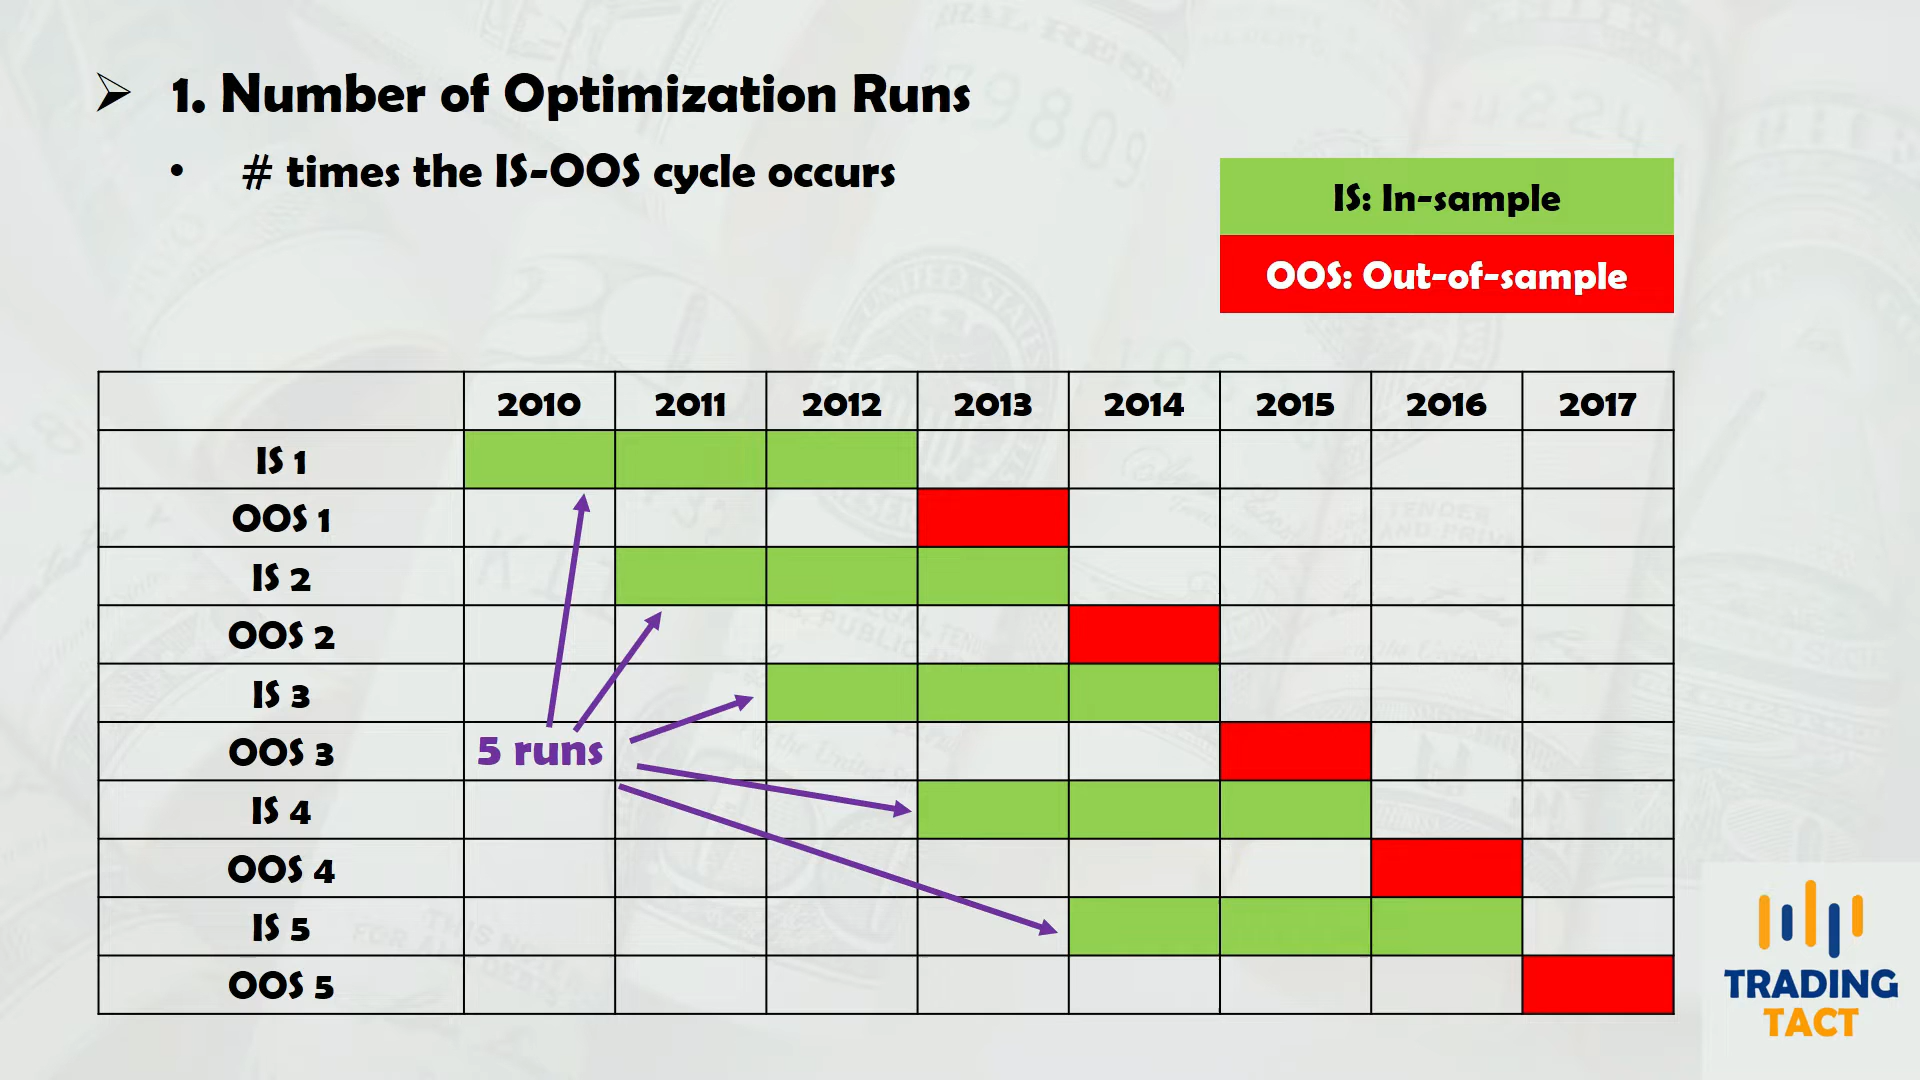 ➢ 1. Number of Optimization Runs
• # times the IS-OOS cycle occurs
IS: In-sample
OOS: Out-of-sample
2010 2011 2012 2013 2014 2015 2016 2017
IS 1
OOS 1
IS 2
OOS 2
IS 3
OOS 3
5 runs
IS 4
OOS 4
IS 5
OOS 5
TRADING
TACT